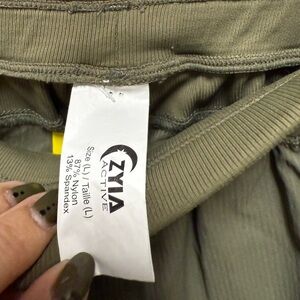 ZYIA
ACTIVE
Size (L) / Taille (L)
87% Nylon
13% Spandex